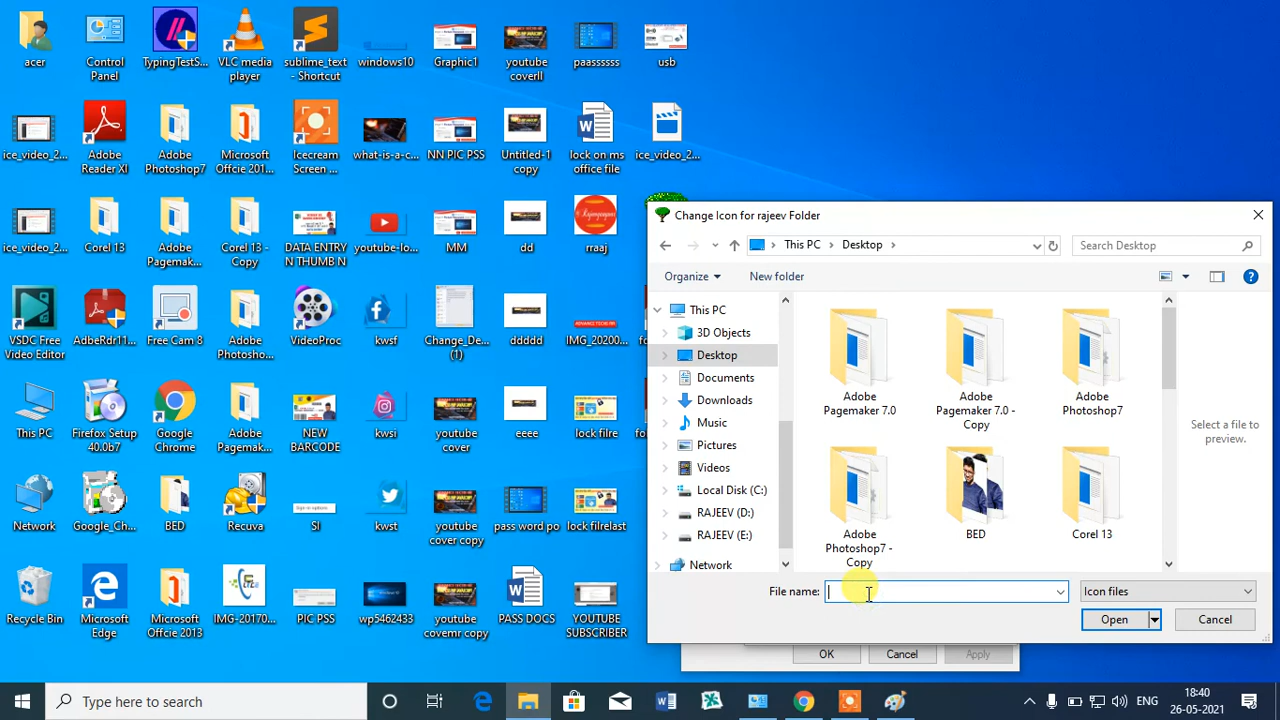 acer
Control
Panel
TypingTestS...
VLC media
player
sublime_text
- Shortcut
windows10
Graphic1
youtube
coverll
paasssss
usb
ice_video_2...
Adobe
Reader XI
Adobe
Photoshop7
Microsoft
Offcie 201...
Icecream
Screen ...
what-is-a-c...
NN PIC PSS
Untitled-1
copy
lock on ms
office file
ice_video_2...
ice_video_2...
Corel 13
Adobe
Pagemak...
Corel 13 -
Copy
DATA ENTRY
N THUMB N
youtube-lo...
MM
dd
rraaj
VSDC Free
Video Editor
AdbeRdr11...
Free Cam 8
Adobe
Photosho...
VideoProc
kwsf
Change_De...
(1)
ddddd
IMG_20200...
This PC
Firefox Setup
40.0b7
Google
Chrome
Adobe
Pagemak...
NEW
BARCODE
kwsi
youtube
cover
eeee
lock filre
Network
Google_Ch...
BED
Recuva
SI
kwst
youtube
cover copy
pass word po
lock filrelast
Recycle Bin
Microsoft
Edge
Microsoft
Offcie 2013
IMG-20170...
PIC PSS
wp5462433
youtube
covemr copy
PASS DOCS
YOUTUBE
SUBSCRIBER
Change Icon for rajeev Folder
This PC
Desktop
Search Desktop
Organize
New folder
This PC
3D Objects
Desktop
Documents
Downloads
Music
Pictures
Videos
Local Disk (C:)
RAJEEV (D:)
RAJEEV (E:)
Network
Adobe
Pagemaker 7.0
Adobe
Pagemaker 7.0 -
Copy
Adobe
Photoshop7
Adobe
Photoshop7 -
Copy
BED
Corel 13
Select a file to
preview.
File name:
Icon files
Open
Cancel
OK
Cancel
Apply
Type here to search
ENG
18:40
26-05-2021